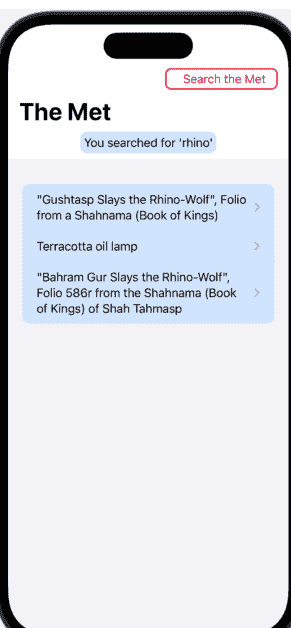 Search the Met
The Met
You searched for 'rhino'
"Gushtasp Slays the Rhino-Wolf", Folio
from a Shahnama (Book of Kings)
Terracotta oil lamp
"Bahram Gur Slays the Rhino-Wolf",
Folio 586r from the Shahnama (Book
of Kings) of Shah Tahmasp